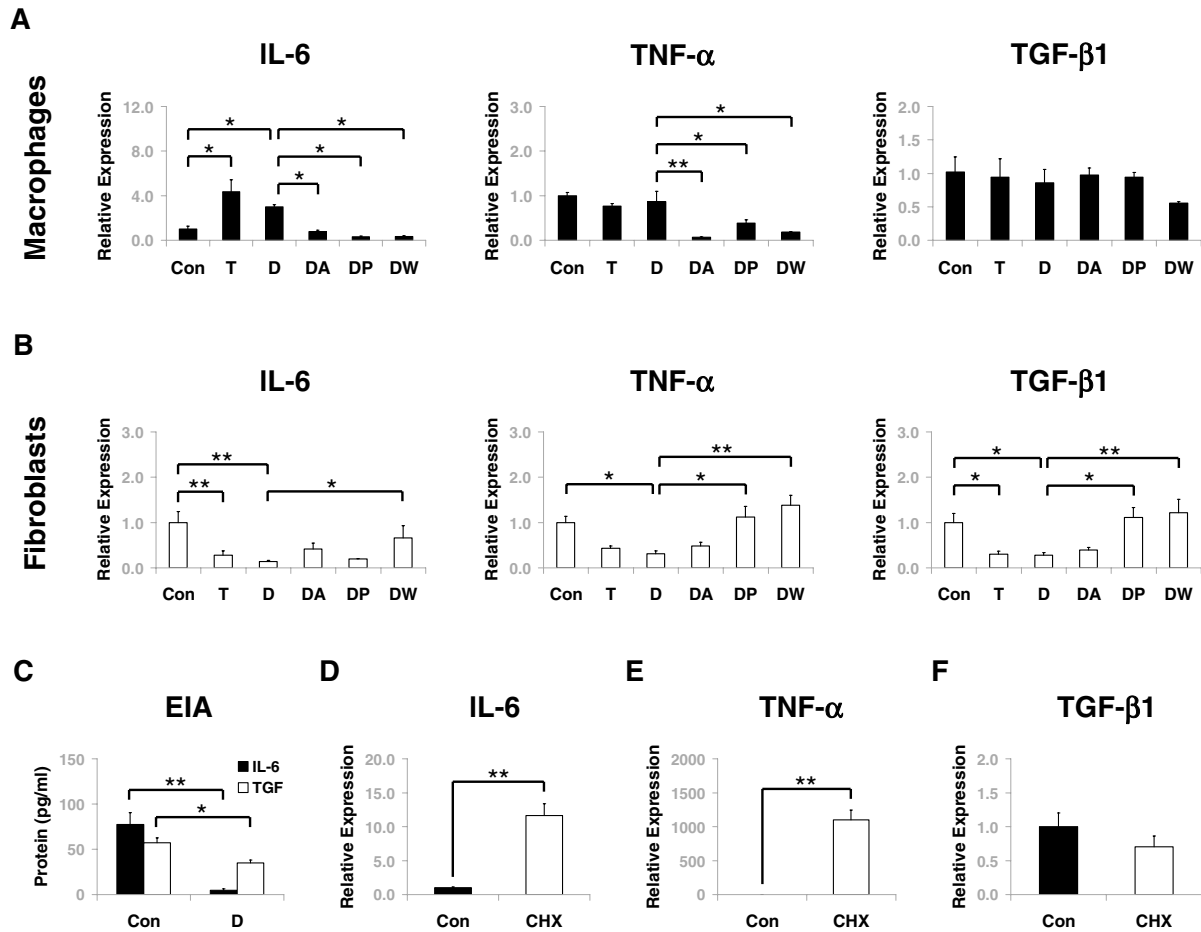 A
Macrophages
IL-6
Relative Expression
12.0
8.0
4.0
0.0
*
*
*
*
*
Con T D DA DP DW
TNF-α
Relative Expression
3.0
2.0
1.0
0.0
*
*
**
Con T D DA DP DW
TGF-β1
Relative Expression
2.0
1.5
1.0
0.5
0.0
Con T D DA DP DW
B
Fibroblasts
IL-6
Relative Expression
3.0
2.0
1.0
0.0
**
**
*
Con T D DA DP DW
TNF-α
Relative Expression
3.0
2.0
1.0
0.0
**
*
*
Con T D DA DP DW
TGF-β1
Relative Expression
3.0
2.0
1.0
0.0
*
**
*
*
Con T D DA DP DW
C
EIA
Protein (pg/ml)
150
100
50
0
IL-6
TGF
**
*
Con D
D
IL-6
Relative Expression
20.0
15.0
10.0
5.0
0.0
**
Con CHX
E
TNF-α
Relative Expression
2000
1500
1000
500
0
**
Con CHX
F
TGF-β1
Relative Expression
2.0
1.5
1.0
0.5
0.0
Con CHX